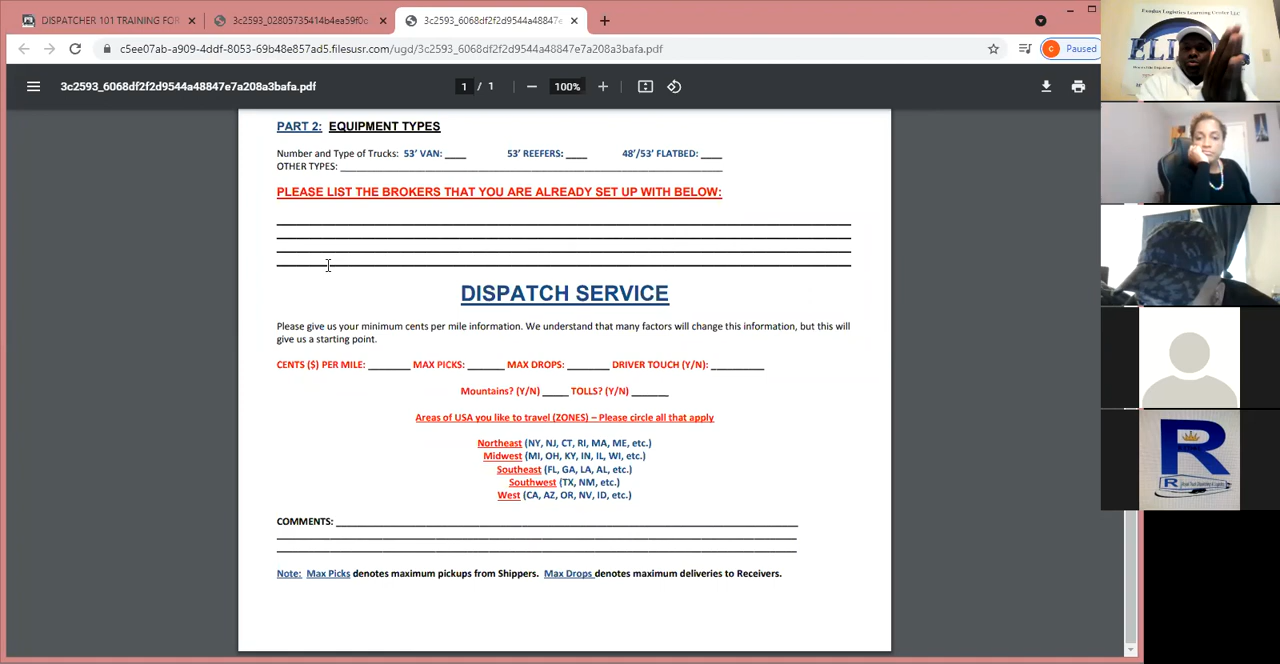 DISPATCHER 101 TRAINING FOR
3c2593_02805735414b4ea59f0c
3c2593_6068df2f2d9544a48847e7
c5ee07ab-a909-4ddf-8053-69b48e857ad5.filesusr.com/ugd/3c2593_6068df2f2d9544a48847e7a208a3bafa.pdf
C Paused
3c2593_6068df2f2d9544a48847e7a208a3bafa.pdf
1 / 1
100%
PART 2: EQUIPMENT TYPES
Number and Type of Trucks: 53' VAN: ____ 53' REEFERS: ____ 48'/53' FLATBED: ____
OTHER TYPES:
PLEASE LIST THE BROKERS THAT YOU ARE ALREADY SET UP WITH BELOW:
DISPATCH SERVICE
Please give us your minimum cents per mile information. We understand that many factors will change this information, but this will
give us a starting point.
CENTS ($) PER MILE: ________ MAX PICKS: _______ MAX DROPS: ________ DRIVER TOUCH (Y/N): __________
Mountains? (Y/N) _____ TOLLS? (Y/N) _______
Areas of USA you like to travel (ZONES) – Please circle all that apply
Northeast (NY, NJ, CT, RI, MA, ME, etc.)
Midwest (MI, OH, KY, IN, IL, WI, etc.)
Southeast (FL, GA, LA, AL, etc.)
Southwest (TX, NM, etc.)
West (CA, AZ, OR, NV, ID, etc.)
COMMENTS:
Note: Max Picks denotes maximum pickups from Shippers. Max Drops denotes maximum deliveries to Receivers.
Exodus Logistics Learning Center LLC
R
R